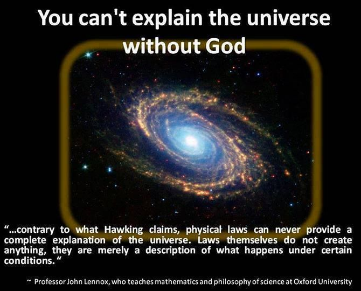 You can't explain the universe
without God
“...contrary to what Hawking claims, physical laws can never provide a
complete explanation of the universe. Laws themselves do not create
anything, they are merely a description of what happens under certain
conditions.“
~ Professor John Lennox, who teaches mathematics and philosophy of science at Oxford University